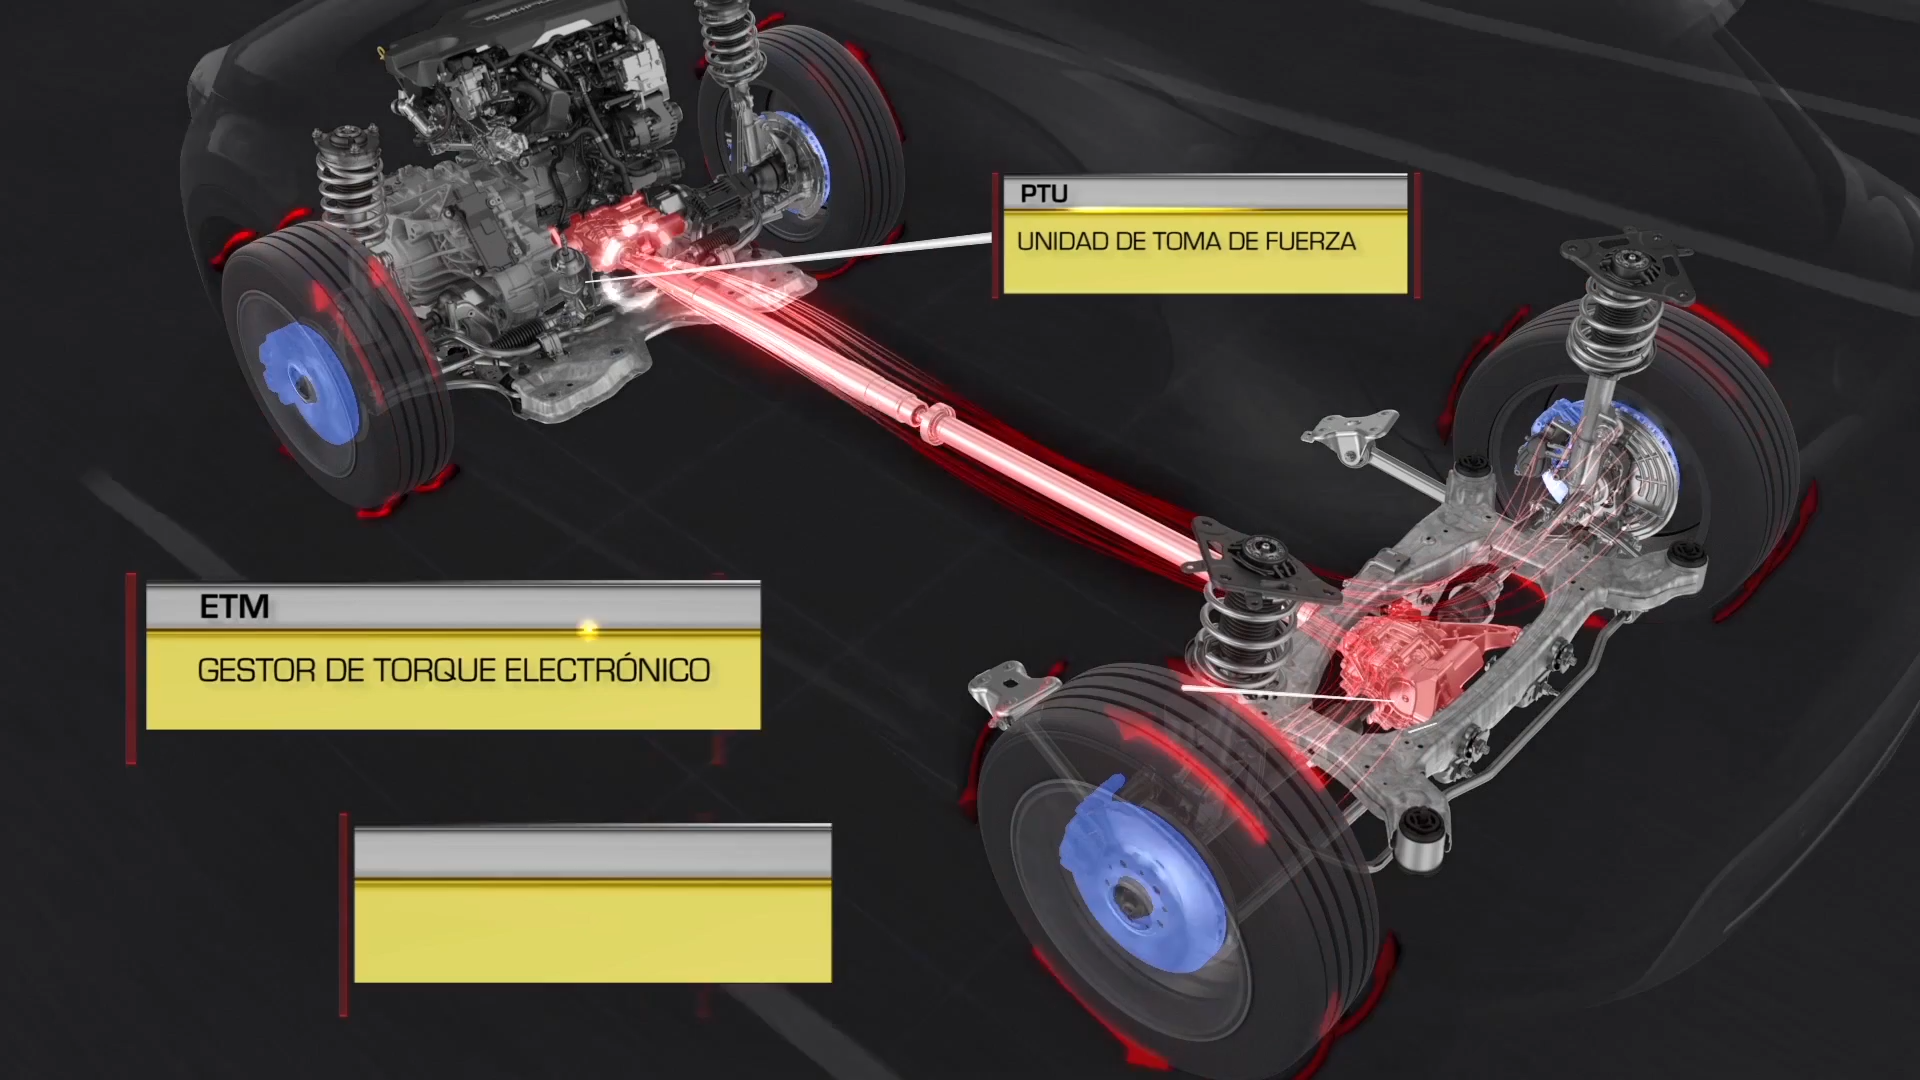 PTU
UNIDAD DE TOMA DE FUERZA
ETM
GESTOR DE TORQUE ELECTRÓNICO